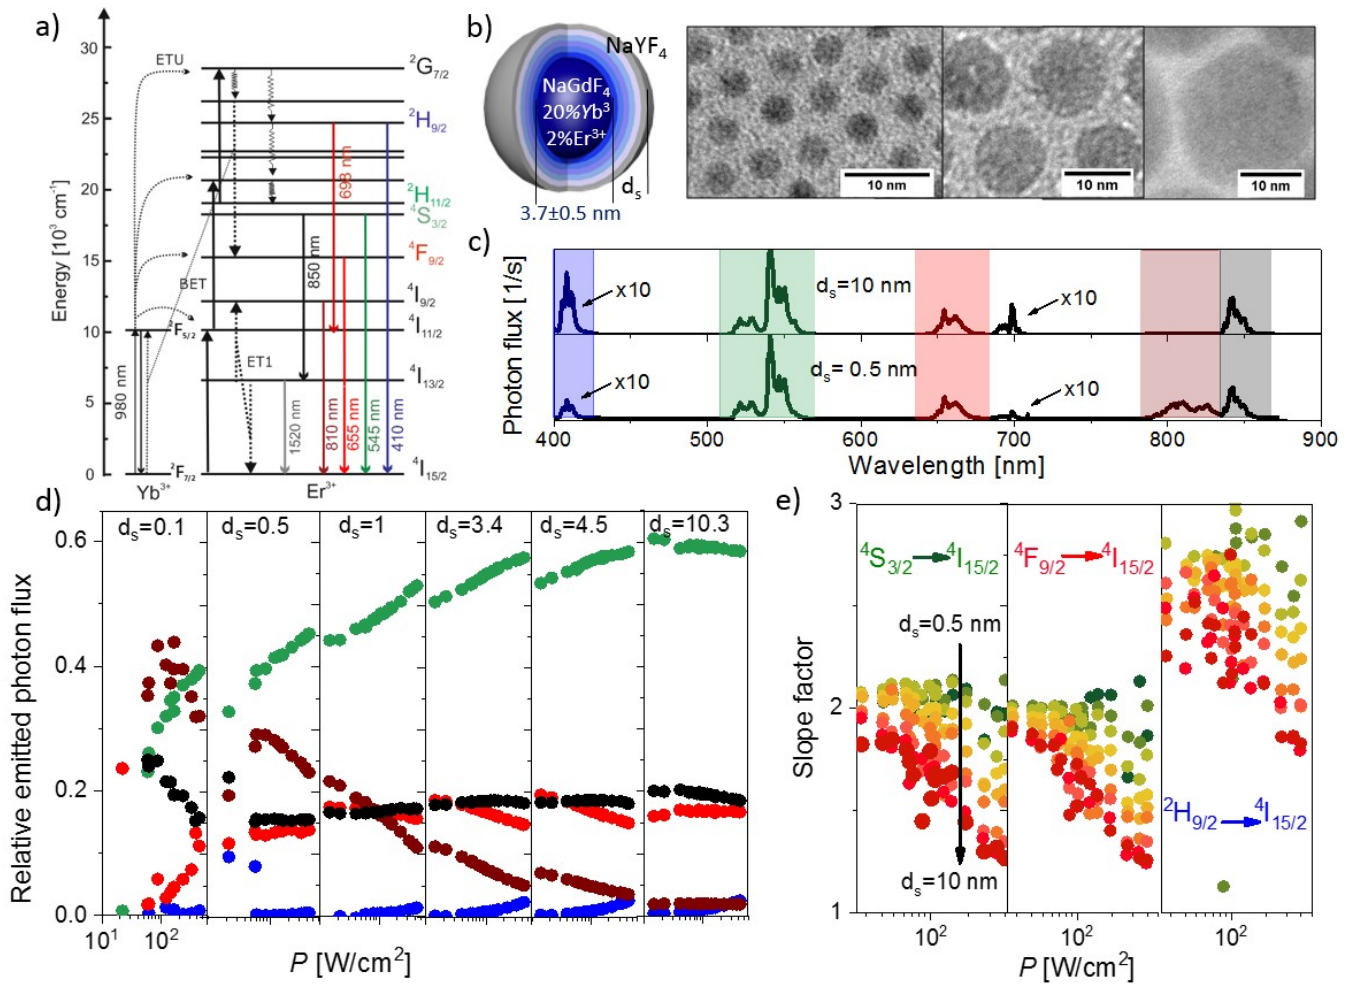 a)
Energy [10³ cm⁻¹]
30
25
20
15
10
5
0
ETU
BET
ET1
980 nm
²F₅/₂
²F₇/₂
Yb³⁺
Er³⁺
698 nm
850 nm
1520 nm
810 nm
655 nm
545 nm
410 nm
²G₇/₂
²H₉/₂
²H₁₁/₂
⁴S₃/₂
⁴F₉/₂
⁴I₉/₂
⁴I₁₁/₂
⁴I₁₃/₂
⁴I₁₅/₂
b)
NaYF₄
NaGdF₄
20%Yb³
2%Er³⁺
dₛ
3.7±0.5 nm
10 nm
10 nm
10 nm
c)
Photon flux [1/s]
x10
dₛ=10 nm
x10
x10
dₛ= 0.5 nm
x10
400 500 600 700 800 900
Wavelength [nm]
d)
Relative emitted photon flux
dₛ=0.1 dₛ=0.5 dₛ=1 dₛ=3.4 dₛ=4.5 dₛ=10.3
0.6
0.4
0.2
0.0
10¹ 10²
P [W/cm²]
e)
Slope factor
3
2
1
⁴S₃/₂ ⁴I₁₅/₂
⁴F₉/₂ ⁴I₁₅/₂
dₛ=0.5 nm
dₛ=10 nm
²H₉/₂ ⁴I₁₅/₂
10² 10² 10²
P [W/cm²]